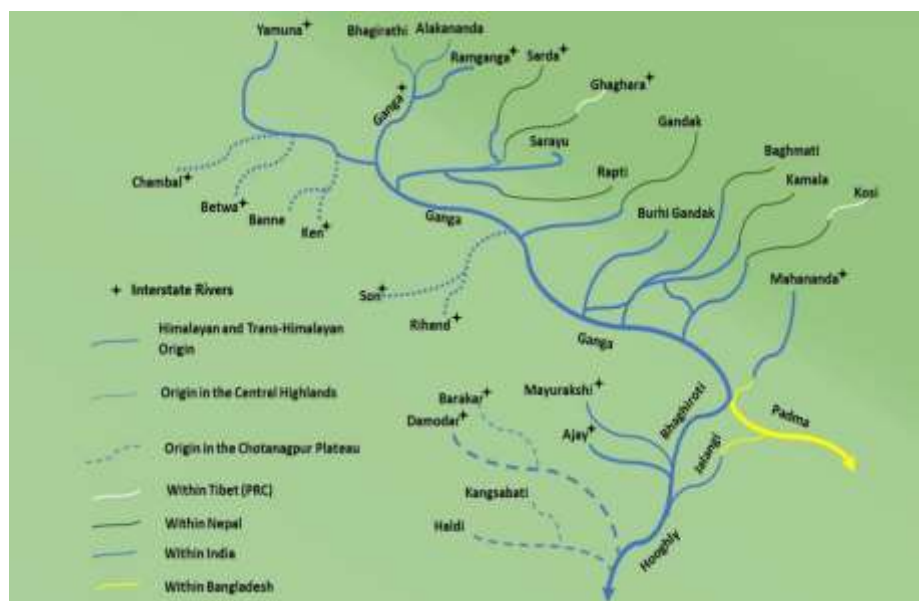 Yamuna
Bhagirathi
Alakananda
Ramganga
Sarda
Ghaghara
Ganga
Gandak
Sarayu
Baghmati
Rapti
Kamala
Kosi
Chambal
Betwa
Banne
Ken
Ganga
Burhi Gandak
Mahananda
Interstate Rivers
Son
Rihand
Ganga
Himalayan and Trans-Himalayan
Origin
Origin in the Central Highlands
Barakar
Mayurakshi
Bhaghiroti
Padma
Damodar
Ajay
Jalangi
Origin in the Chotanagpur Plateau
Within Tibet (PRC)
Kangsabati
Within Nepal
Haldi
Within India
Hooghly
Within Bangladesh